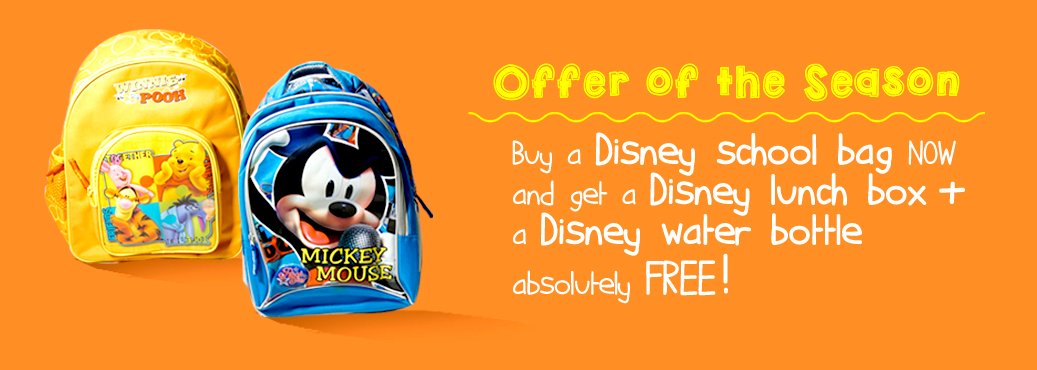 WINNIE
THE POOH
TOGETHER
MICKEY
MOUSE
Offer of the Season
Buy a Disney school bag NOW
and get a Disney lunch box +
a Disney water bottle
absolutely FREE!